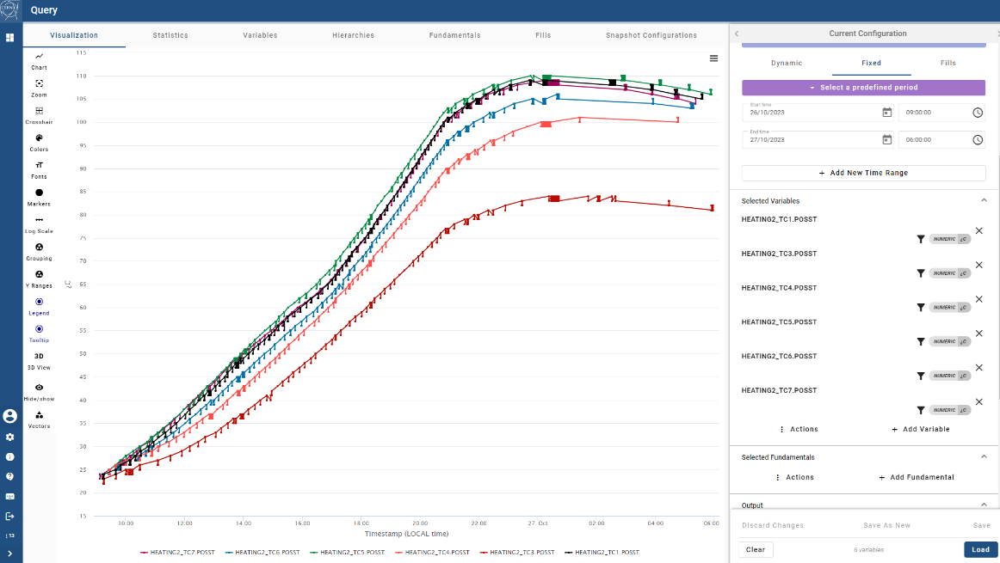 CERN
Query
Visualization
Statistics
Variables
Hierarchies
Fundamentals
Fills
Snapshot Configurations
Chart
Zoom
Crosshair
Colors
Fonts
Markers
Log Scale
Grouping
Y Ranges
Legend
Tooltip
3D
3D View
Hide/show
Vectors
13
115
110
105
100
95
90
85
80
75
70
65
60
55
50
45
40
35
30
25
20
15
¿C
10:00
12:00
14:00
16:00
18:00
20:00
22:00
27. Oct
02:00
04:00
06:00
Timestamp (LOCAL time)
HEATING2_TC7.POSST
HEATING2_TC6.POSST
HEATING2_TC5.POSST
HEATING2_TC4.POSST
HEATING2_TC3.POSST
HEATING2_TC1.POSST
Current Configuration
Dynamic
Fixed
Fills
Select a predefined period
Start time
26/10/2023
09:00:00
End time
27/10/2023
06:00:00
+ Add New Time Range
Selected Variables
HEATING2_TC1.POSST
NUMERIC ¿C
HEATING2_TC3.POSST
NUMERIC ¿C
HEATING2_TC4.POSST
NUMERIC ¿C
HEATING2_TC5.POSST
NUMERIC ¿C
HEATING2_TC6.POSST
NUMERIC ¿C
HEATING2_TC7.POSST
NUMERIC ¿C
Actions
+ Add Variable
Selected Fundamentals
Actions
+ Add Fundamental
Output
Discard Changes
Save As New
Save
Clear
6 variables
Load